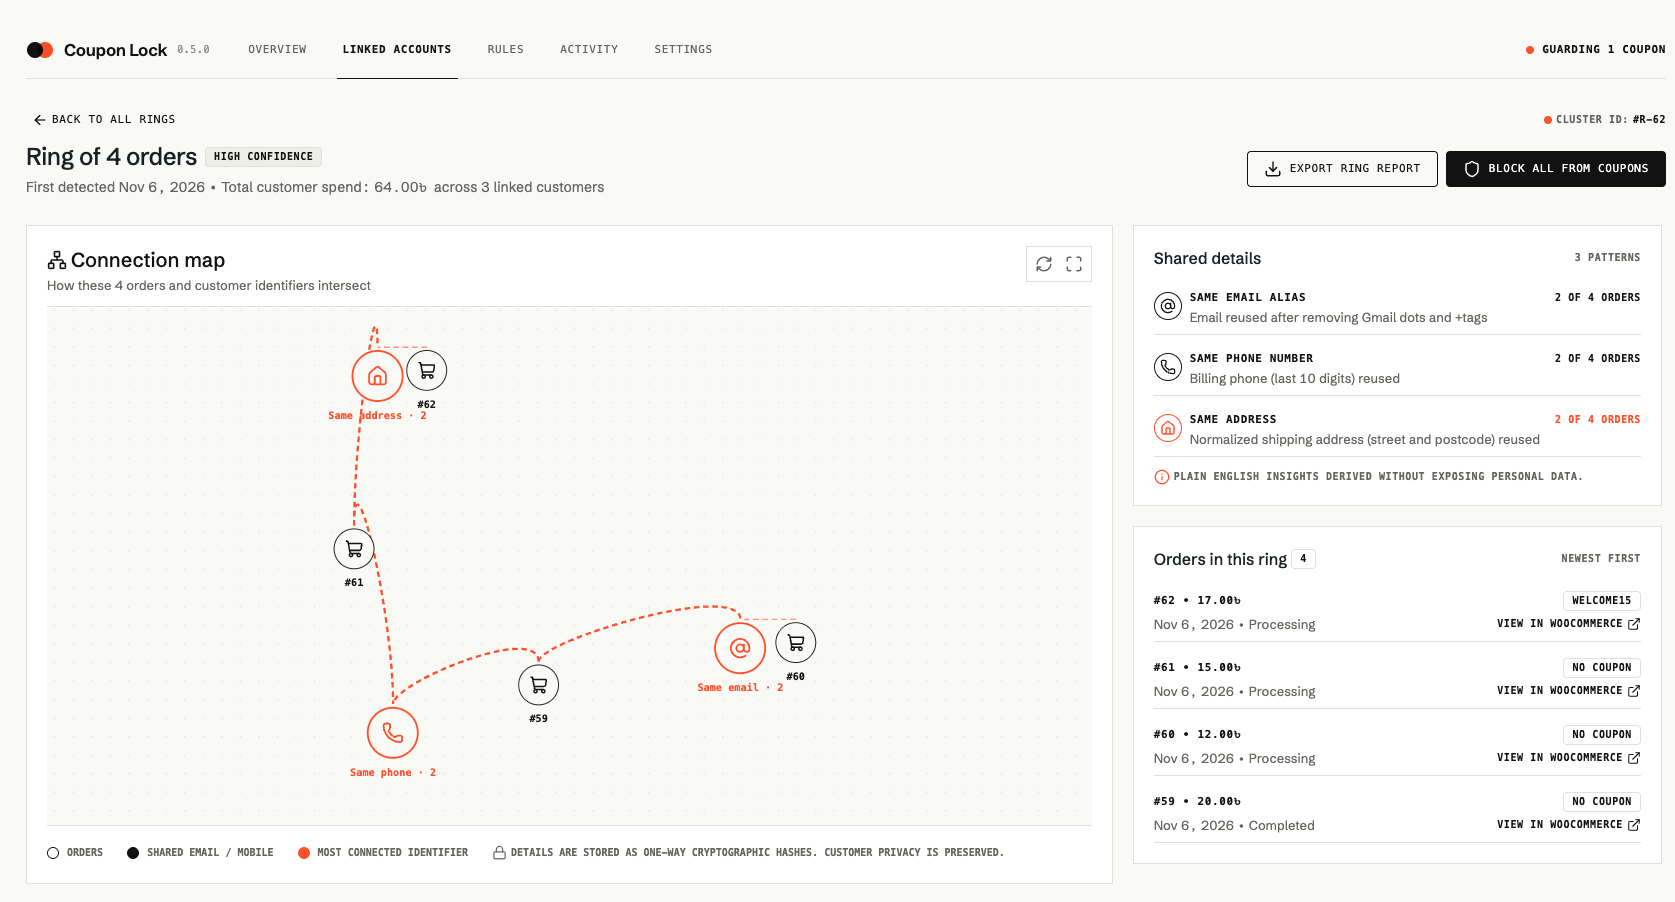 Coupon Lock 0.5.0 OVERVIEW LINKED ACCOUNTS RULES ACTIVITY SETTINGS GUARDING 1 COUPON
BACK TO ALL RINGS
CLUSTER ID: #R-62
Ring of 4 orders HIGH CONFIDENCE
First detected Nov 6, 2026 • Total customer spend: 64.00৳ across 3 linked customers
EXPORT RING REPORT
BLOCK ALL FROM COUPONS
Connection map
How these 4 orders and customer identifiers intersect
#62
Same address · 2
#61
#59
Same email · 2
#60
Same phone · 2
ORDERS
SHARED EMAIL / MOBILE
MOST CONNECTED IDENTIFIER
DETAILS ARE STORED AS ONE-WAY CRYPTOGRAPHIC HASHES. CUSTOMER PRIVACY IS PRESERVED.
Shared details
3 PATTERNS
SAME EMAIL ALIAS
2 OF 4 ORDERS
Email reused after removing Gmail dots and +tags
SAME PHONE NUMBER
2 OF 4 ORDERS
Billing phone (last 10 digits) reused
SAME ADDRESS
2 OF 4 ORDERS
Normalized shipping address (street and postcode) reused
PLAIN ENGLISH INSIGHTS DERIVED WITHOUT EXPOSING PERSONAL DATA.
Orders in this ring 4
NEWEST FIRST
#62 • 17.00৳
WELCOME15
Nov 6, 2026 • Processing
VIEW IN WOOCOMMERCE
#61 • 15.00৳
NO COUPON
Nov 6, 2026 • Processing
VIEW IN WOOCOMMERCE
#60 • 12.00৳
NO COUPON
Nov 6, 2026 • Processing
VIEW IN WOOCOMMERCE
#59 • 20.00৳
NO COUPON
Nov 6, 2026 • Completed
VIEW IN WOOCOMMERCE